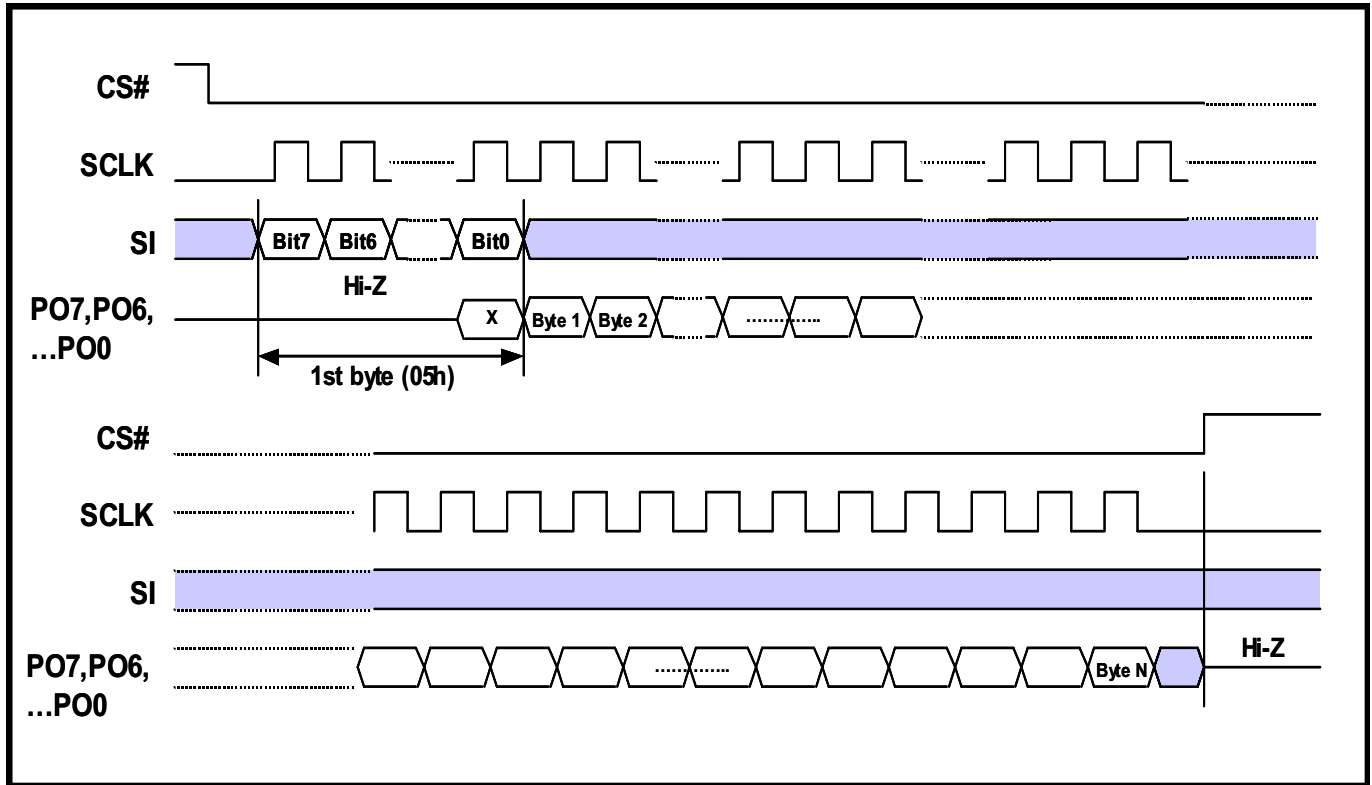 CS#
SCLK
SI
Bit7 Bit6 Bit0
Hi-Z
PO7,PO6,
...PO0
X Byte 1 Byte 2 ..............
1st byte (05h)
CS#
SCLK
SI
PO7,PO6,
...PO0
.............. Byte N
Hi-Z